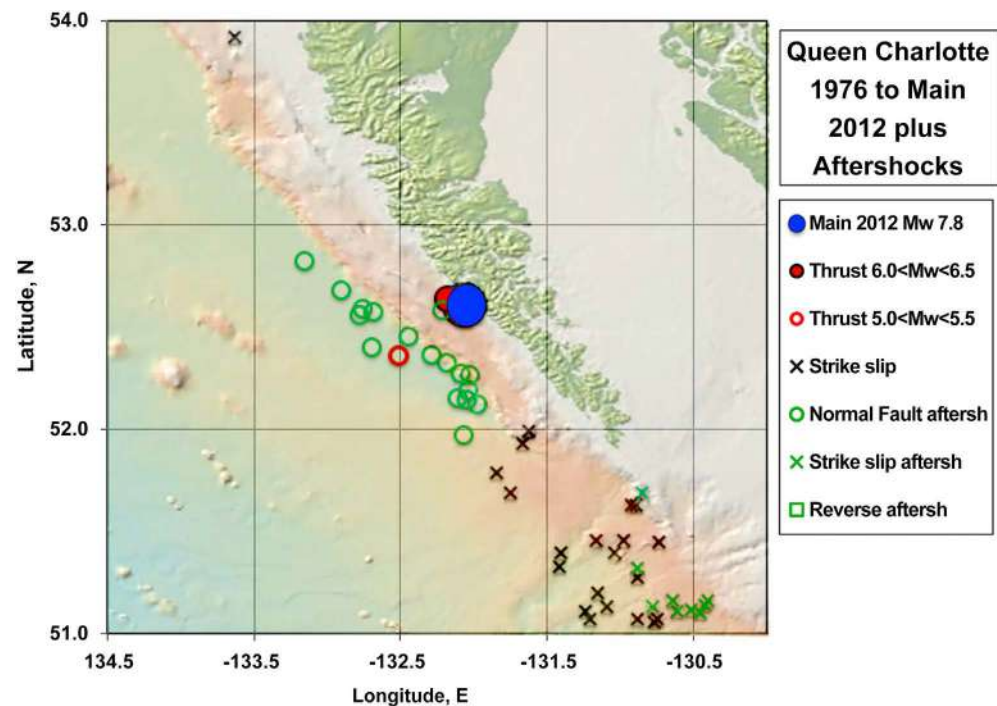 54.0
53.0
52.0
51.0
134.5
-133.5
-132.5
-131.5
-130.5
Latitude, N
Longitude, E
Queen Charlotte
1976 to Main
2012 plus
Aftershocks
Main 2012 Mw 7.8
Thrust 6.0<Mw<6.5
Thrust 5.0<Mw<5.5
Strike slip
Normal Fault aftersh
Strike slip aftersh
Reverse aftersh